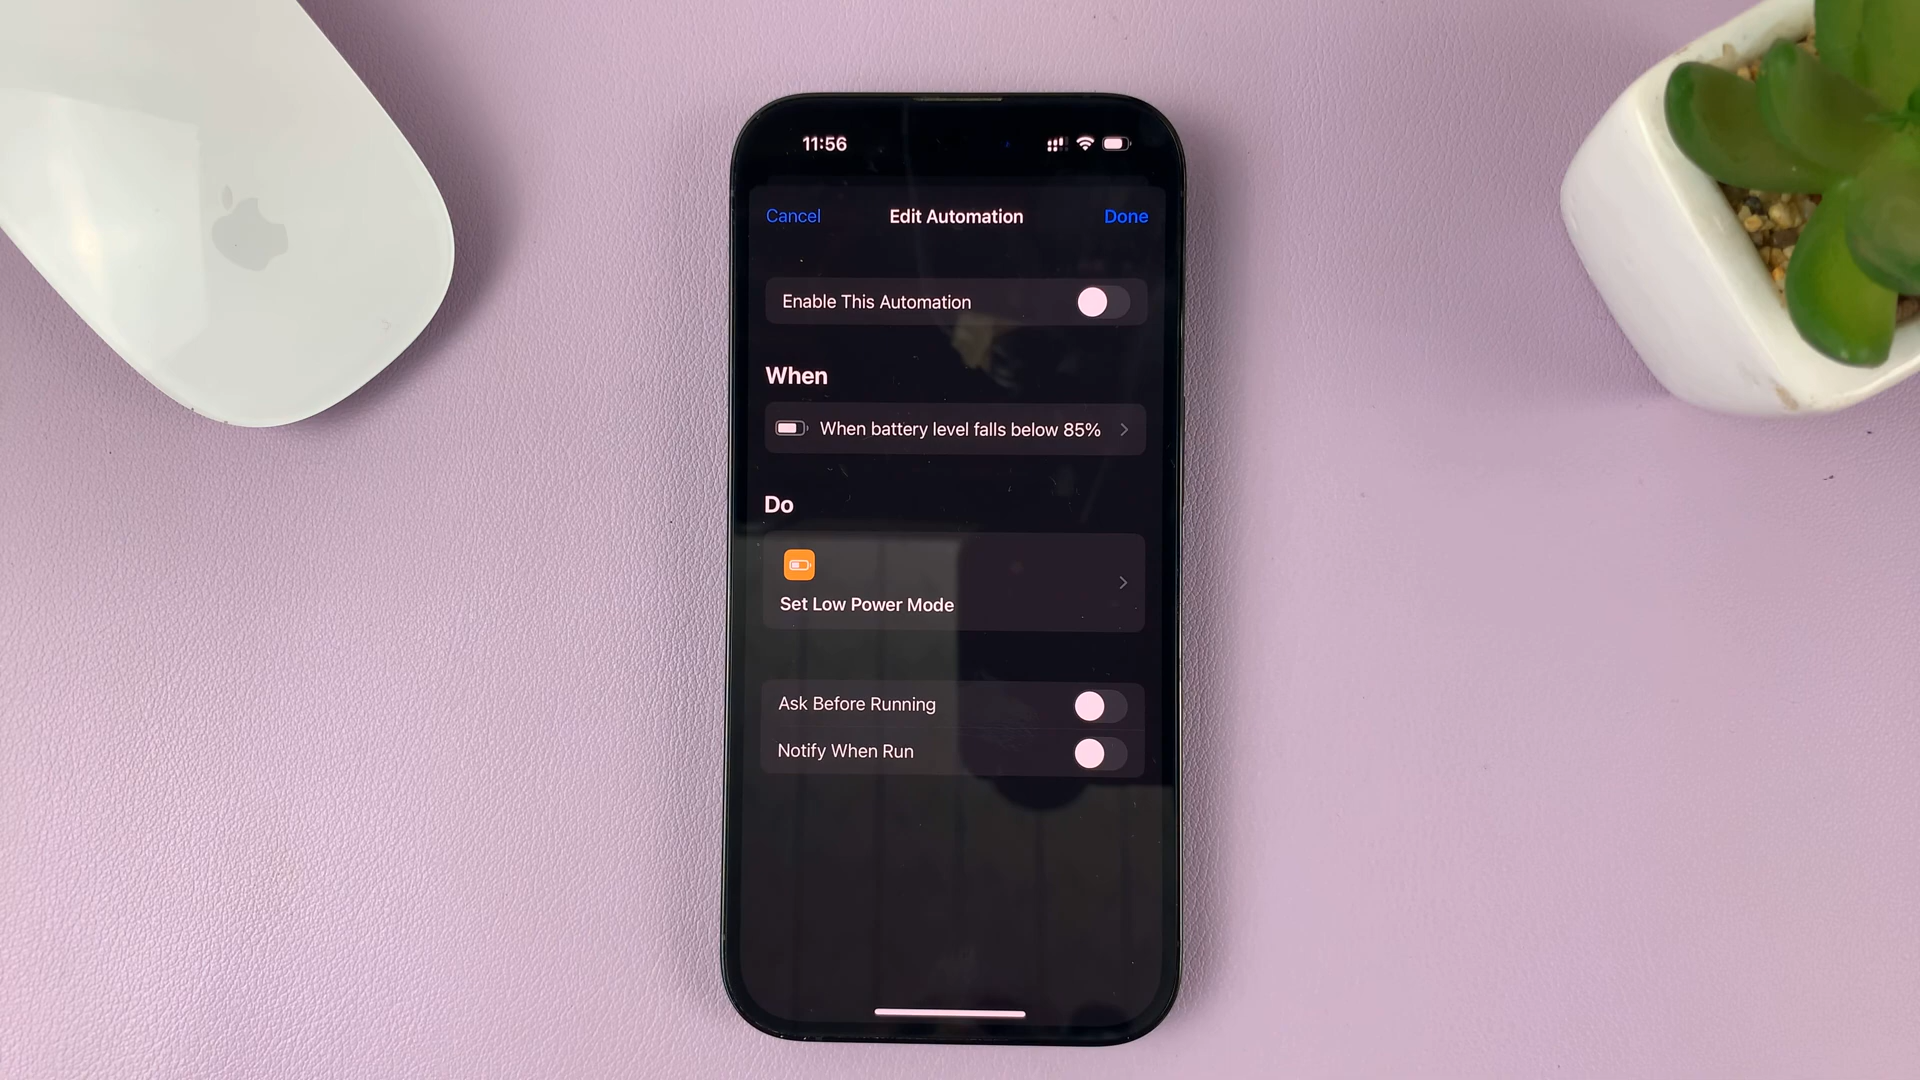 11:56
Cancel Edit Automation Done
Enable This Automation
When
When battery level falls below 85%
Do
Set Low Power Mode
Ask Before Running
Notify When Run